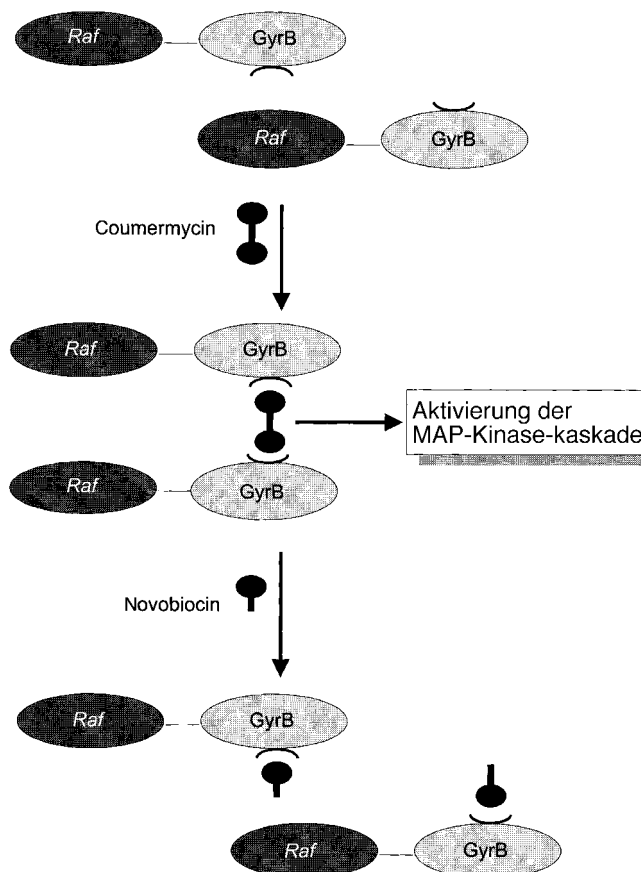 Raf GyrB
Raf GyrB
Coumermycin
Raf GyrB
Aktivierung der
MAP-Kinase-kaskade
Raf GyrB
Novobiocin
Raf GyrB
Raf GyrB